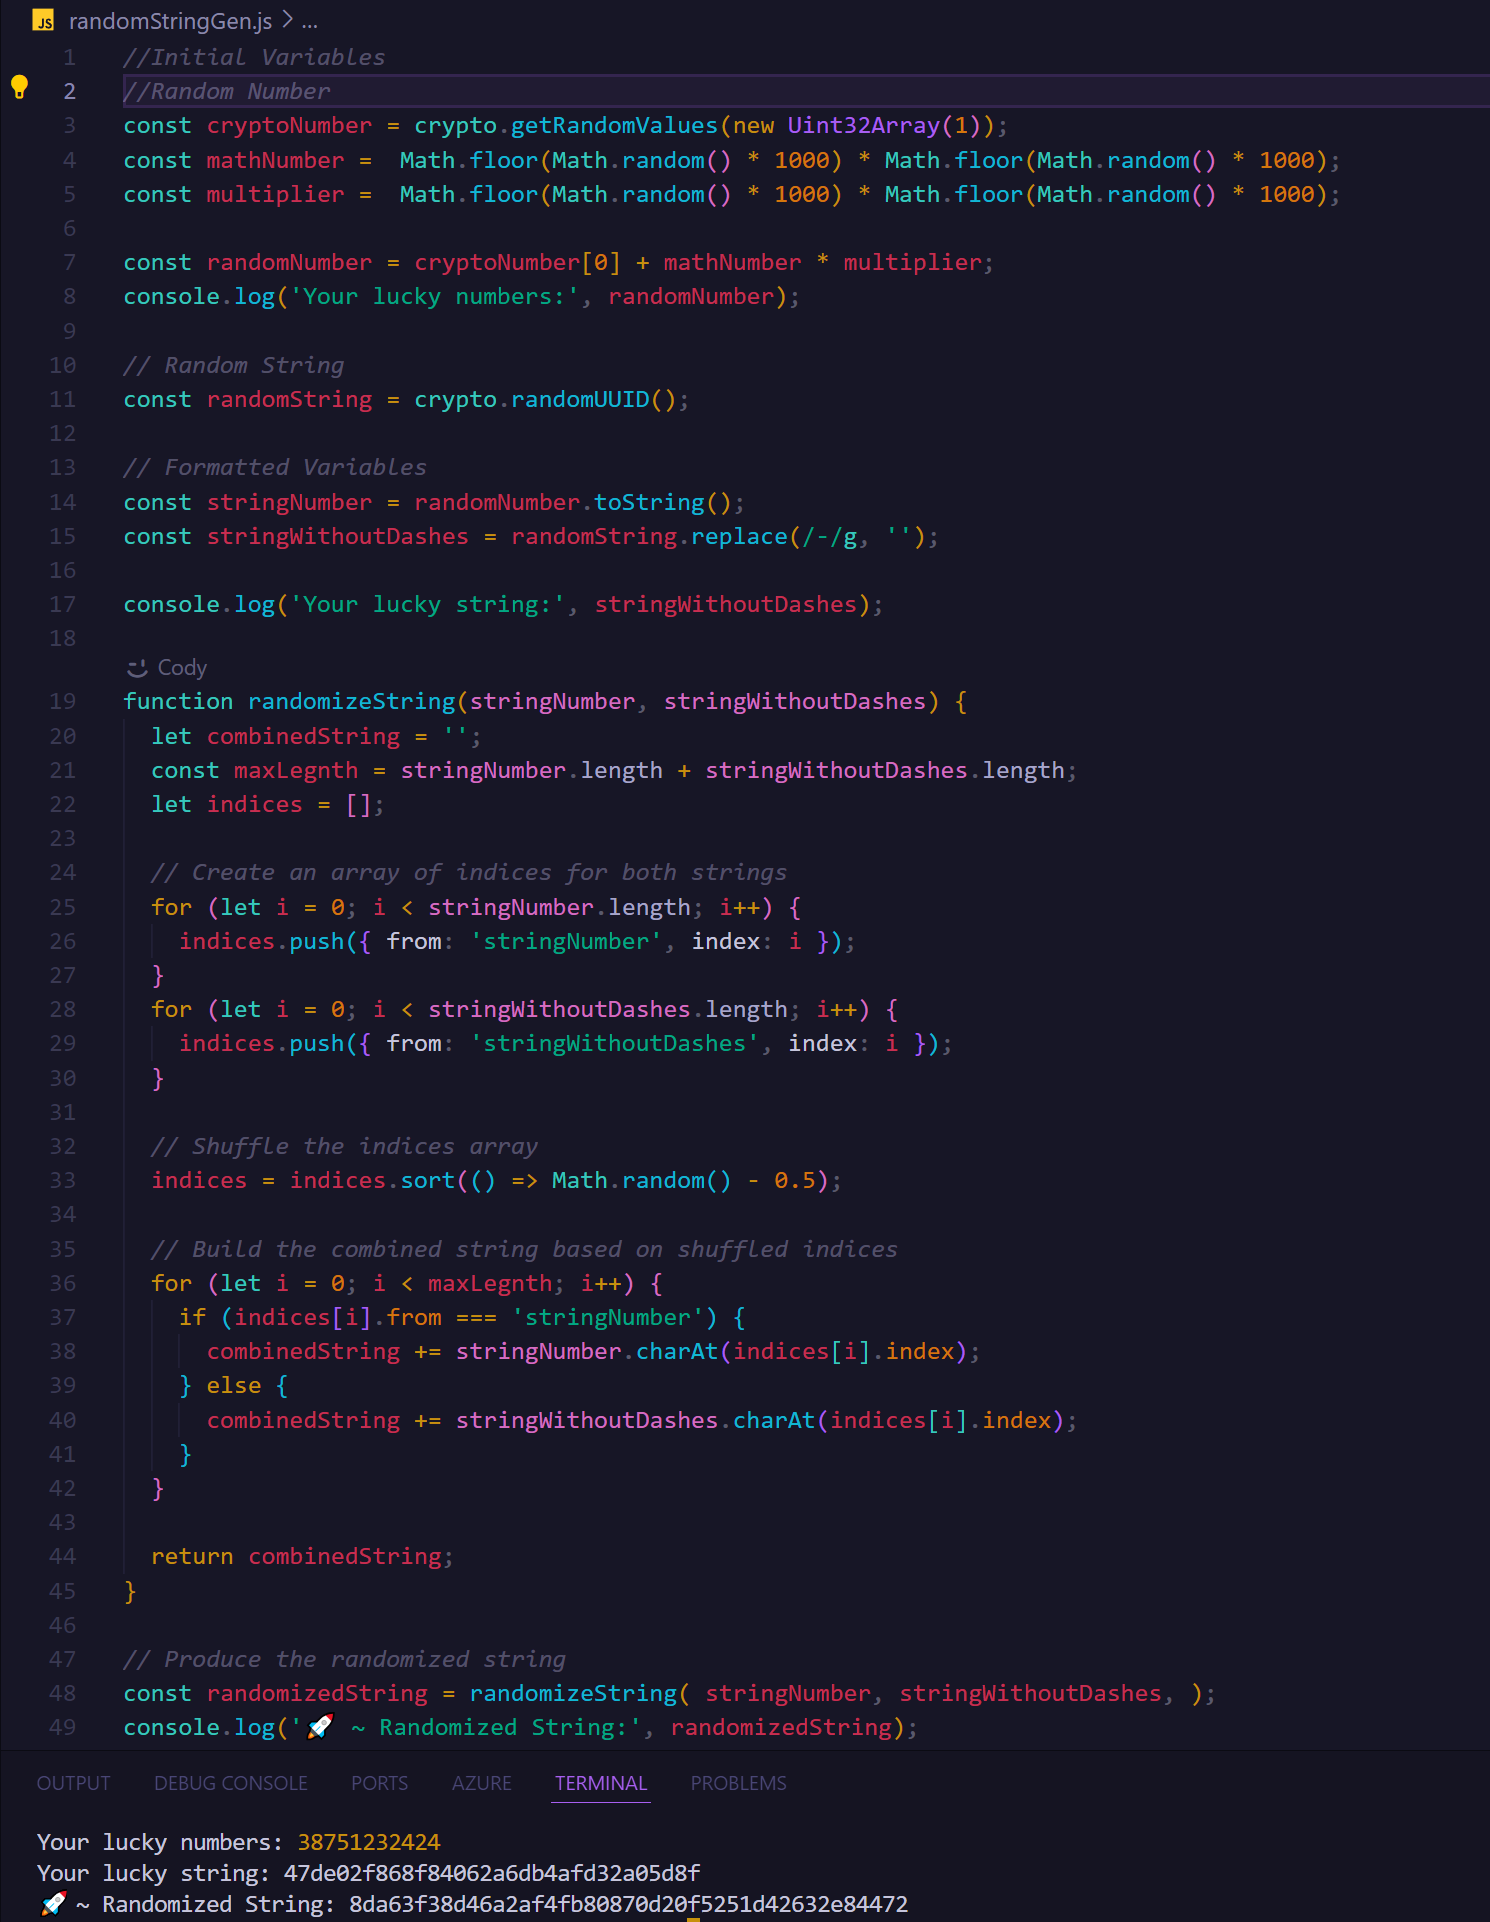 JS randomStringGen.js > ...
1 //Initial Variables
2 //Random Number
3 const cryptoNumber = crypto.getRandomValues(new Uint32Array(1));
4 const mathNumber =  Math.floor(Math.random() * 1000) * Math.floor(Math.random() * 1000);
5 const multiplier =  Math.floor(Math.random() * 1000) * Math.floor(Math.random() * 1000);
6
7 const randomNumber = cryptoNumber[0] + mathNumber * multiplier;
8 console.log('Your lucky numbers:', randomNumber);
9
10 // Random String
11 const randomString = crypto.randomUUID();
12
13 // Formatted Variables
14 const stringNumber = randomNumber.toString();
15 const stringWithoutDashes = randomString.replace(/-/g, '');
16
17 console.log('Your lucky string:', stringWithoutDashes);
18
Cody
19 function randomizeString(stringNumber, stringWithoutDashes) {
20   let combinedString = '';
21   const maxLegnth = stringNumber.length + stringWithoutDashes.length;
22   let indices = [];
23
24   // Create an array of indices for both strings
25   for (let i = 0; i < stringNumber.length; i++) {
26     indices.push({ from: 'stringNumber', index: i });
27   }
28   for (let i = 0; i < stringWithoutDashes.length; i++) {
29     indices.push({ from: 'stringWithoutDashes', index: i });
30   }
31
32   // Shuffle the indices array
33   indices = indices.sort(() => Math.random() - 0.5);
34
35   // Build the combined string based on shuffled indices
36   for (let i = 0; i < maxLegnth; i++) {
37     if (indices[i].from === 'stringNumber') {
38       combinedString += stringNumber.charAt(indices[i].index);
39     } else {
40       combinedString += stringWithoutDashes.charAt(indices[i].index);
41     }
42   }
43
44   return combinedString;
45 }
46
47 // Produce the randomized string
48 const randomizedString = randomizeString( stringNumber, stringWithoutDashes, );
49 console.log('🚀 ~ Randomized String:', randomizedString);
OUTPUT DEBUG CONSOLE PORTS AZURE TERMINAL PROBLEMS
Your lucky numbers: 38751232424
Your lucky string: 47de02f868f84062a6db4afd32a05d8f
🚀 ~ Randomized String: 8da63f38d46a2af4fb80870d20f5251d42632e84472